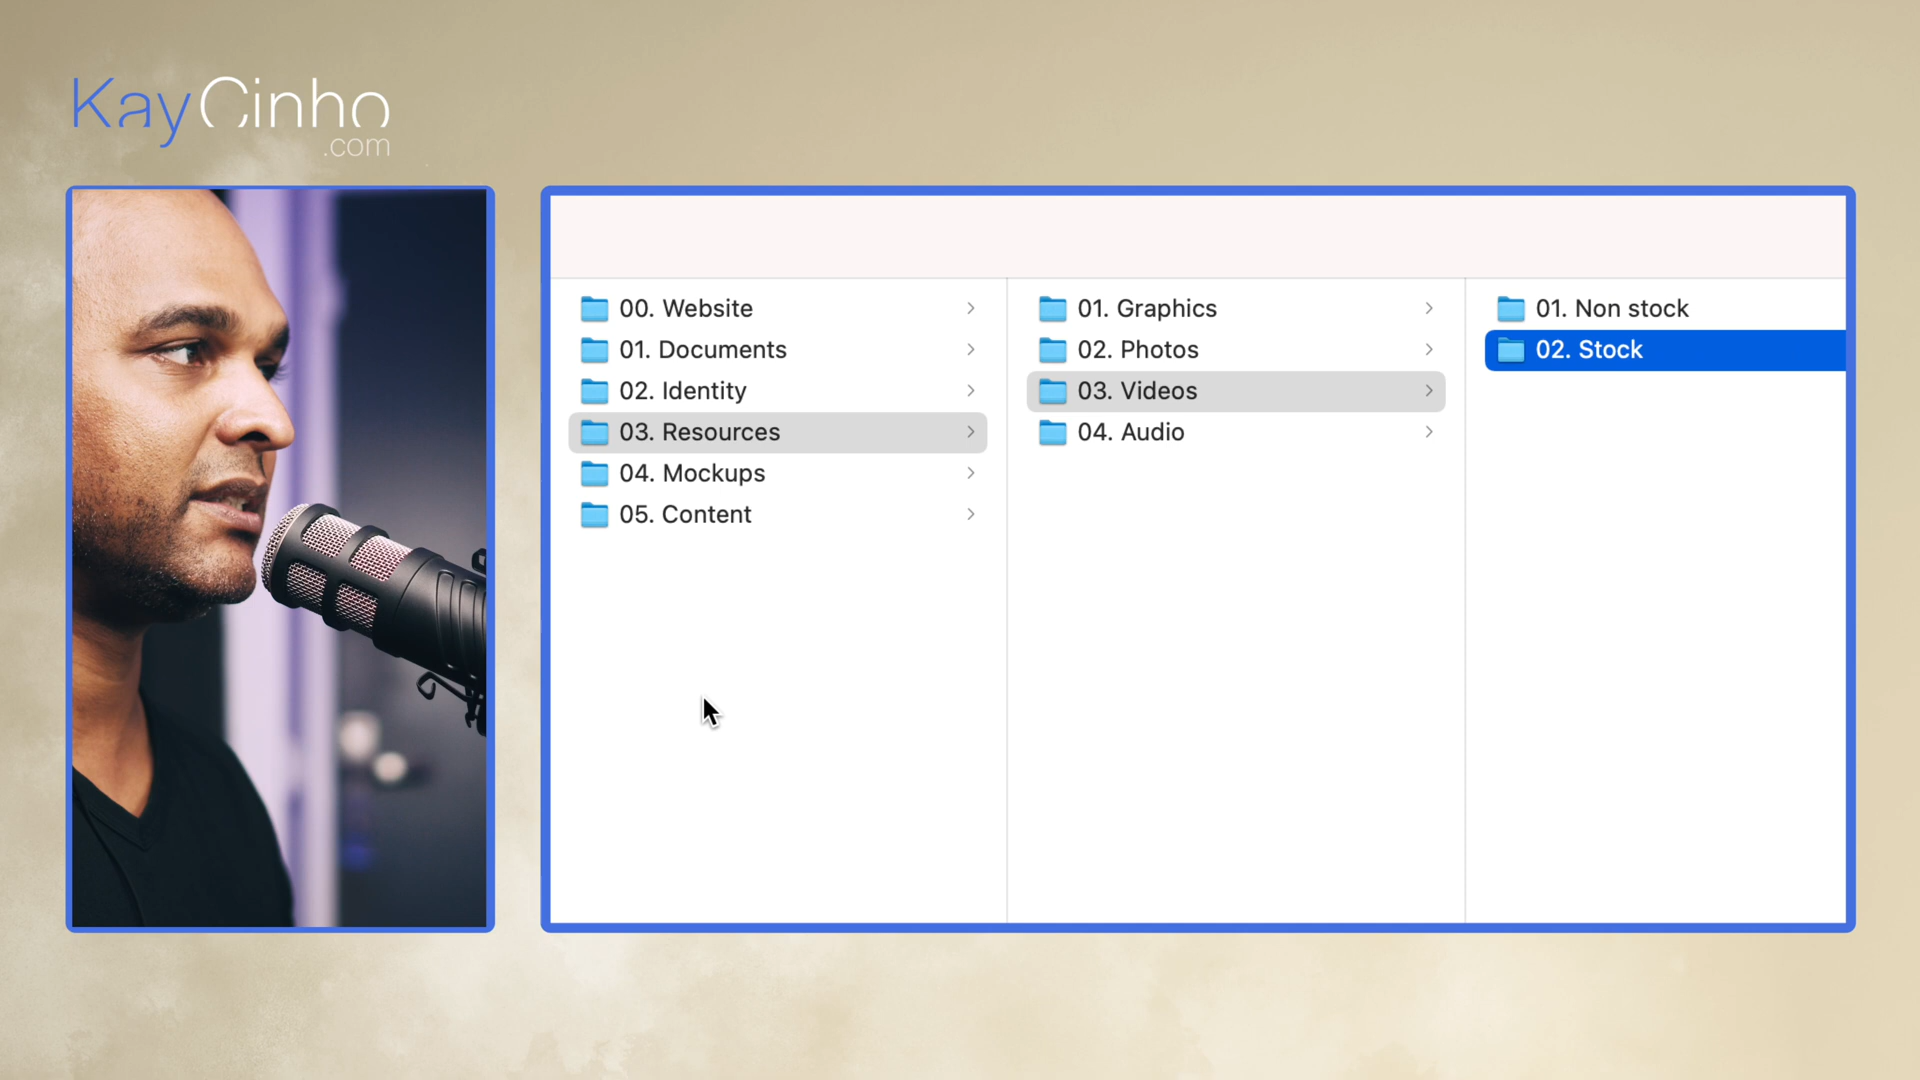 KayCinho
.com
00. Website
01. Documents
02. Identity
03. Resources
04. Mockups
05. Content
01. Graphics
02. Photos
03. Videos
04. Audio
01. Non stock
02. Stock